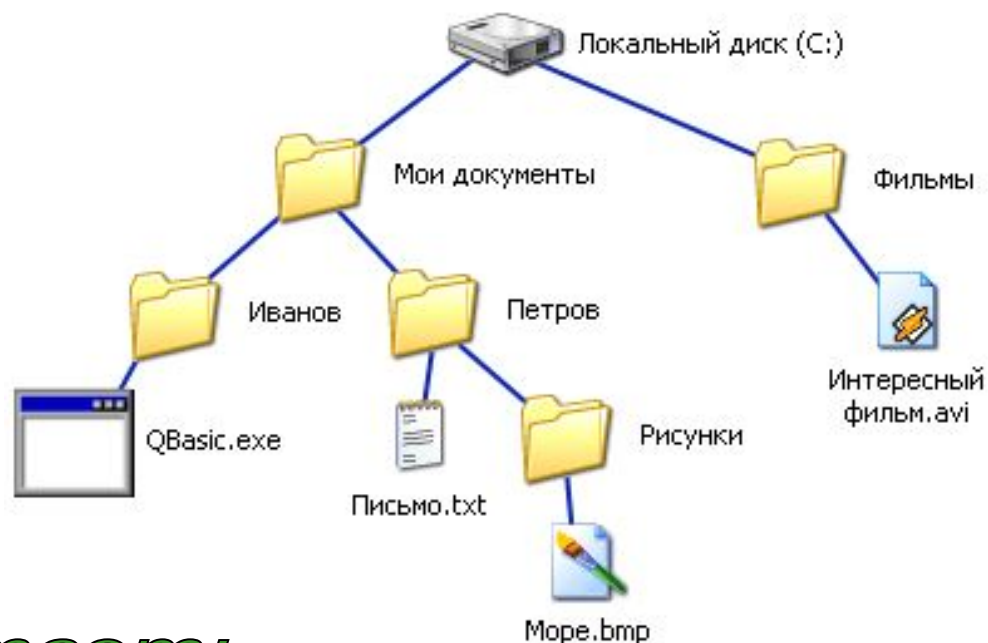 Локальный диск (C:)
Мои документы
Фильмы
Иванов
Петров
Интересный
фильм.avi
QBasic.exe
Рисунки
Письмо.txt
Море.bmp